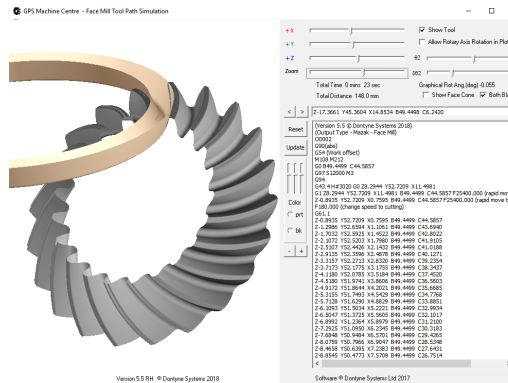 GPS Machine Centre - Face Mill Tool Path Simulation
+X
Show Tool
+Y
Allow Rotary Axis Rotation in Plot
+Z
θ2
Zoom
Total Time 0 mins 23 sec
Graphical Rot Ang.(deg) -0.055
Total Distance 148.0 mm
Show Face Cone
Both Bl
< >
Z-17.3661 Y45.3604 X14.8534 B49.4498 C6.2420
Reset
Update
Color
prt
bk
- +
(Version 5.5 © Dontyne Systems 2018)
(Output Type - Mazak - Face Mill)
O0002
G90(abs)
G54 (Work offset)
M108 M212
G0 B49.4499 C44.5857
G97 S12000 M3
G94
G43.4 H#3020 G0 Z8.2944 Y52.7209 X11.4981
G1 Z8.2944 Y52.7209 X11.4981 B49.4499 C44.5857F25400.000 (rapid mov
Z-0.8935 Y52.7209 X0.7595 B49.4499 C44.5857F25400.000 (rapid move t
F180.000 (change speed to cutting)
G61.1
Z-0.8935 Y52.7209 X0.7595 B49.4499 C44.5857
Z-1.2986 Y52.6594 X1.1061 B49.4499 C43.6940
Z-1.7032 Y52.5925 X1.4522 B49.4499 C42.8022
Z-2.1072 Y52.5203 X1.7980 B49.4499 C41.9105
Z-2.5107 Y52.4426 X2.1432 B49.4499 C41.0188
Z-2.9135 Y52.3596 X2.4878 B49.4499 C40.1271
Z-3.3157 Y52.2713 X2.8320 B49.4499 C39.2354
Z-3.7173 Y52.1775 X3.1755 B49.4499 C38.3437
Z-4.1180 Y52.0785 X3.5184 B49.4499 C37.4520
Z-4.5180 Y51.9741 X3.8606 B49.4499 C36.5603
Z-4.9172 Y51.8644 X4.2021 B49.4499 C35.6685
Z-5.3155 Y51.7493 X4.5429 B49.4499 C34.7768
Z-5.7128 Y51.6290 X4.8829 B49.4499 C33.8851
Z-6.1093 Y51.5034 X5.2221 B49.4499 C32.9934
Z-6.5047 Y51.3725 X5.5605 B49.4499 C32.1017
Z-6.8992 Y51.2364 X5.8979 B49.4499 C31.2100
Z-7.2925 Y51.0950 X6.2345 B49.4499 C30.3183
Z-7.6848 Y50.9484 X6.5701 B49.4499 C29.4265
Z-8.0759 Y50.7966 X6.9047 B49.4499 C28.5348
Z-8.4658 Y50.6395 X7.2383 B49.4499 C27.6431
Z-8.8545 Y50.4773 X7.5709 B49.4499 C26.7514
Version 5.5 RH © Dontyne Systems 2018
Software © Dontyne Systems Ltd 2017